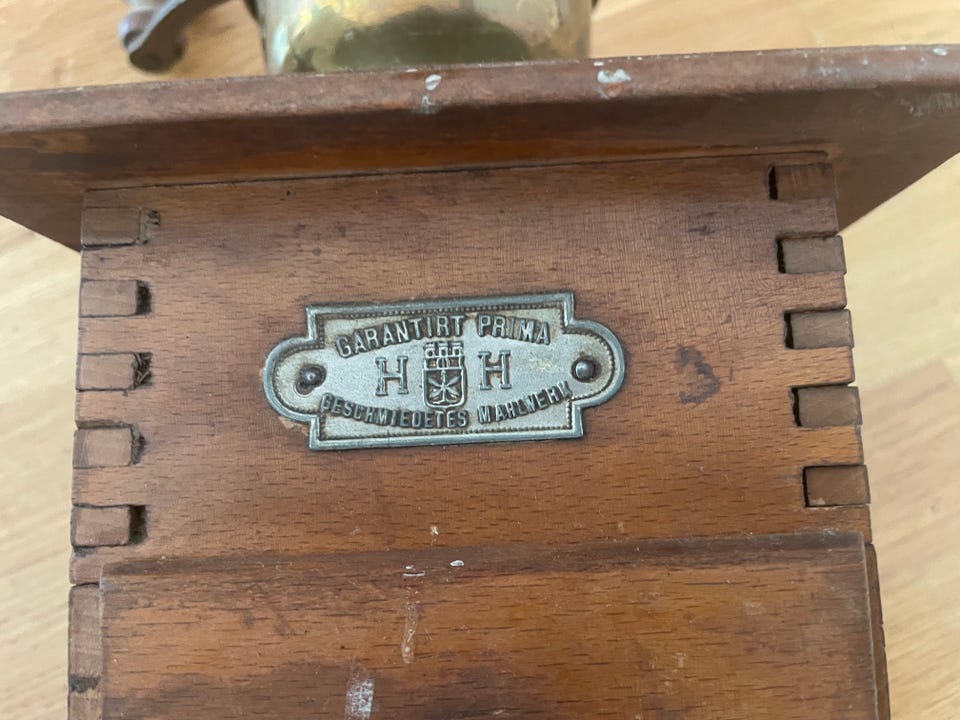 GARANTIRT PRIMA
H H
GESCHMIEDETES MAHLWERK